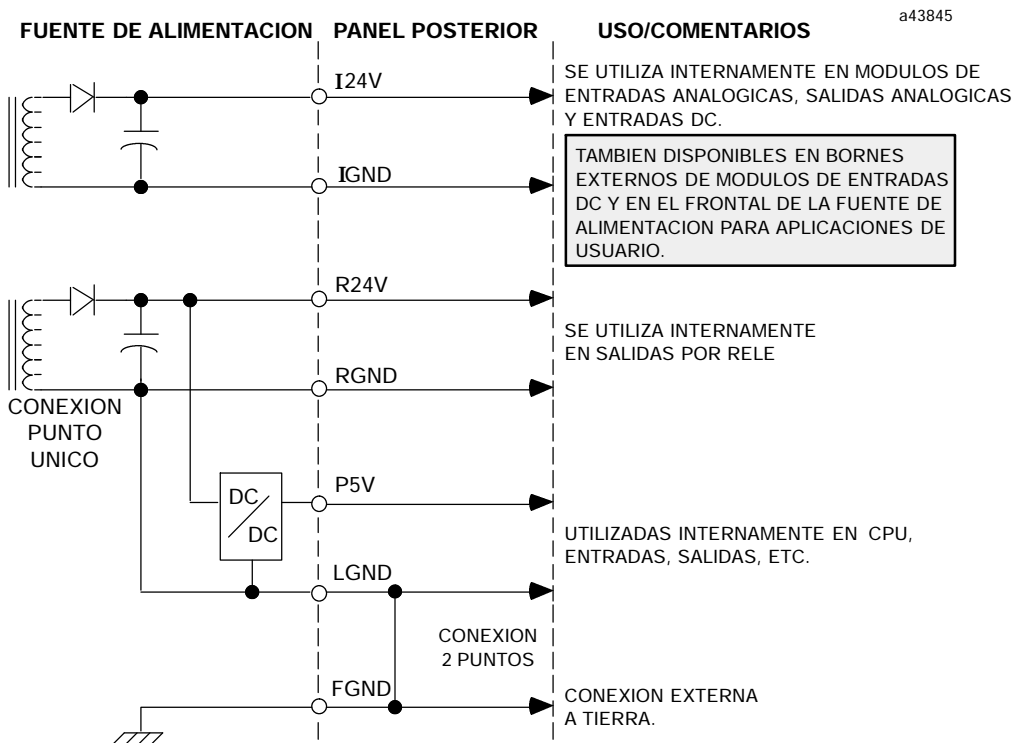 a43845
FUENTE DE ALIMENTACION
PANEL POSTERIOR
USO/COMENTARIOS
I24V
SE UTILIZA INTERNAMENTE EN MODULOS DE
ENTRADAS ANALOGICAS, SALIDAS ANALOGICAS
Y ENTRADAS DC.
IGND
TAMBIEN DISPONIBLES EN BORNES
EXTERNOS DE MODULOS DE ENTRADAS
DC Y EN EL FRONTAL DE LA FUENTE DE
ALIMENTACION PARA APLICACIONES DE
USUARIO.
R24V
SE UTILIZA INTERNAMENTE
EN SALIDAS POR RELE
RGND
CONEXION
PUNTO
UNICO
P5V
DC
DC
UTILIZADAS INTERNAMENTE EN CPU,
ENTRADAS, SALIDAS, ETC.
LGND
CONEXION
2 PUNTOS
FGND
CONEXION EXTERNA
A TIERRA.